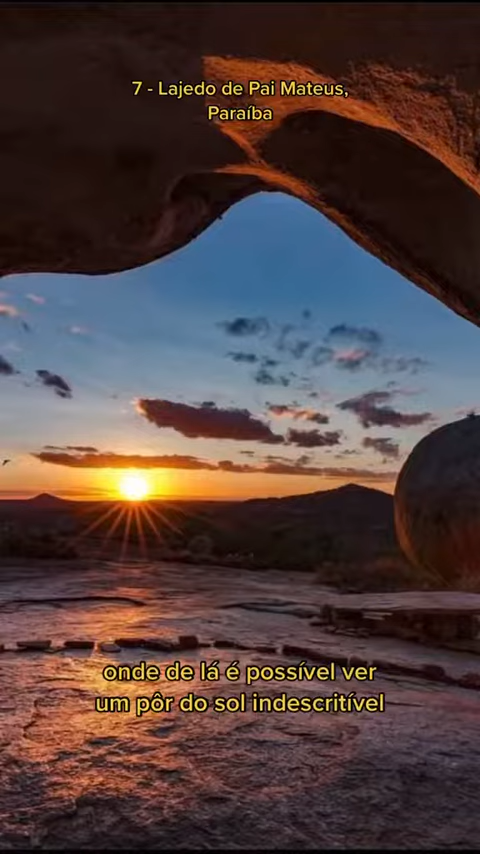 7 - Lajedo de Pai Mateus,
Paraíba
onde de lá é possível ver
um pôr do sol indescritível